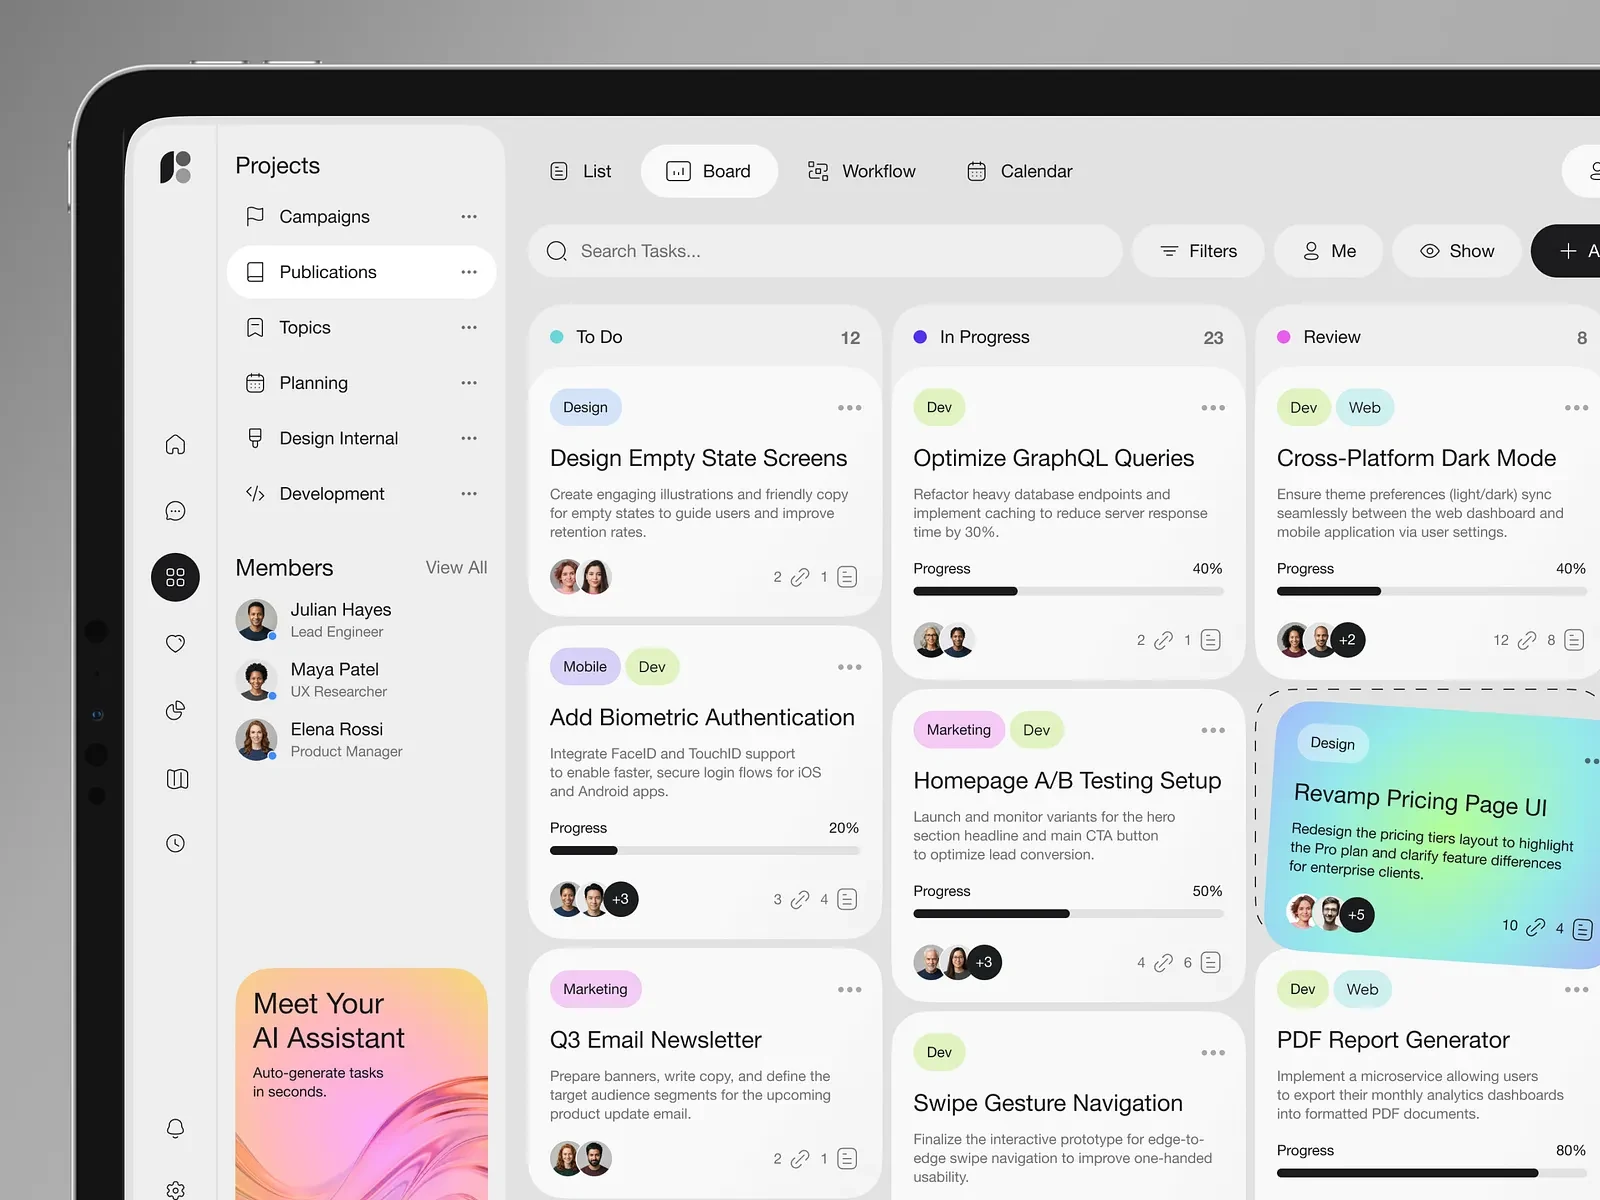 Projects
Campaigns
Publications
Topics
Planning
Design Internal
Development
Members
View All
Julian Hayes
Lead Engineer
Maya Patel
UX Researcher
Elena Rossi
Product Manager
Meet Your
AI Assistant
Auto-generate tasks
in seconds.
List
Board
Workflow
Calendar
Search Tasks...
Filters
Me
Show
To Do
12
Design
Design Empty State Screens
Create engaging illustrations and friendly copy
for empty states to guide users and improve
retention rates.
2
1
Mobile
Dev
Add Biometric Authentication
Integrate FaceID and TouchID support
to enable faster, secure login flows for iOS
and Android apps.
Progress
20%
+3
3
4
Marketing
Q3 Email Newsletter
Prepare banners, write copy, and define the
target audience segments for the upcoming
product update email.
2
1
In Progress
23
Dev
Optimize GraphQL Queries
Refactor heavy database endpoints and
implement caching to reduce server response
time by 30%.
Progress
40%
2
1
Marketing
Dev
Homepage A/B Testing Setup
Launch and monitor variants for the hero
section headline and main CTA button
to optimize lead conversion.
Progress
50%
+3
4
6
Dev
Swipe Gesture Navigation
Finalize the interactive prototype for edge-to-
edge swipe navigation to improve one-handed
usability.
Review
8
Dev
Web
Cross-Platform Dark Mode
Ensure theme preferences (light/dark) sync
seamlessly between the web dashboard and
mobile application via user settings.
Progress
40%
+2
12
8
Design
Revamp Pricing Page UI
Redesign the pricing tiers layout to highlight
the Pro plan and clarify feature differences
for enterprise clients.
+5
10
4
Dev
Web
PDF Report Generator
Implement a microservice allowing users
to export their monthly analytics dashboards
into formatted PDF documents.
Progress
80%